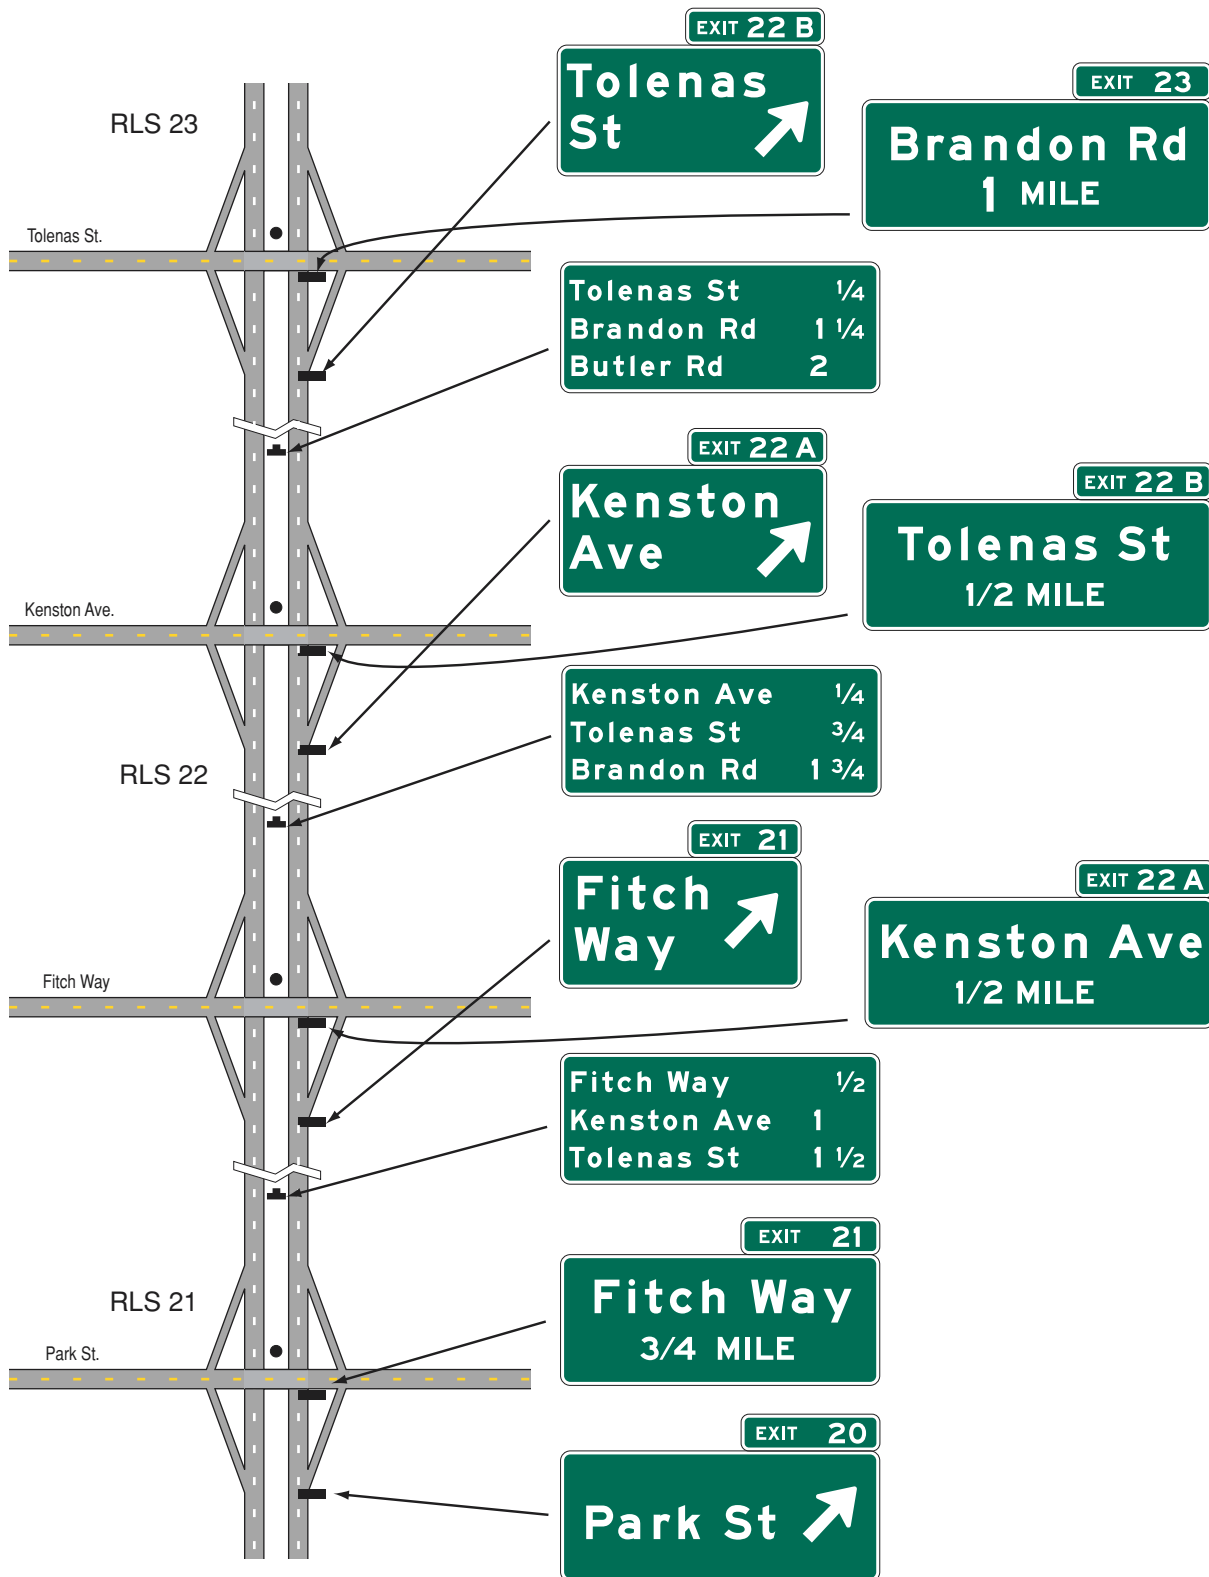 EXIT 22 B
Tolenas
St
EXIT 23
Brandon Rd
1 MILE
RLS 23
Tolenas St.
Tolenas St 1/4
Brandon Rd 1 1/4
Butler Rd 2
EXIT 22 A
Kenston
Ave
EXIT 22 B
Tolenas St
1/2 MILE
Kenston Ave.
Kenston Ave 1/4
Tolenas St 3/4
Brandon Rd 1 3/4
RLS 22
EXIT 21
Fitch
Way
EXIT 22 A
Kenston Ave
1/2 MILE
Fitch Way
Fitch Way 1/2
Kenston Ave 1
Tolenas St 1 1/2
EXIT 21
Fitch Way
3/4 MILE
RLS 21
Park St.
EXIT 20
Park St